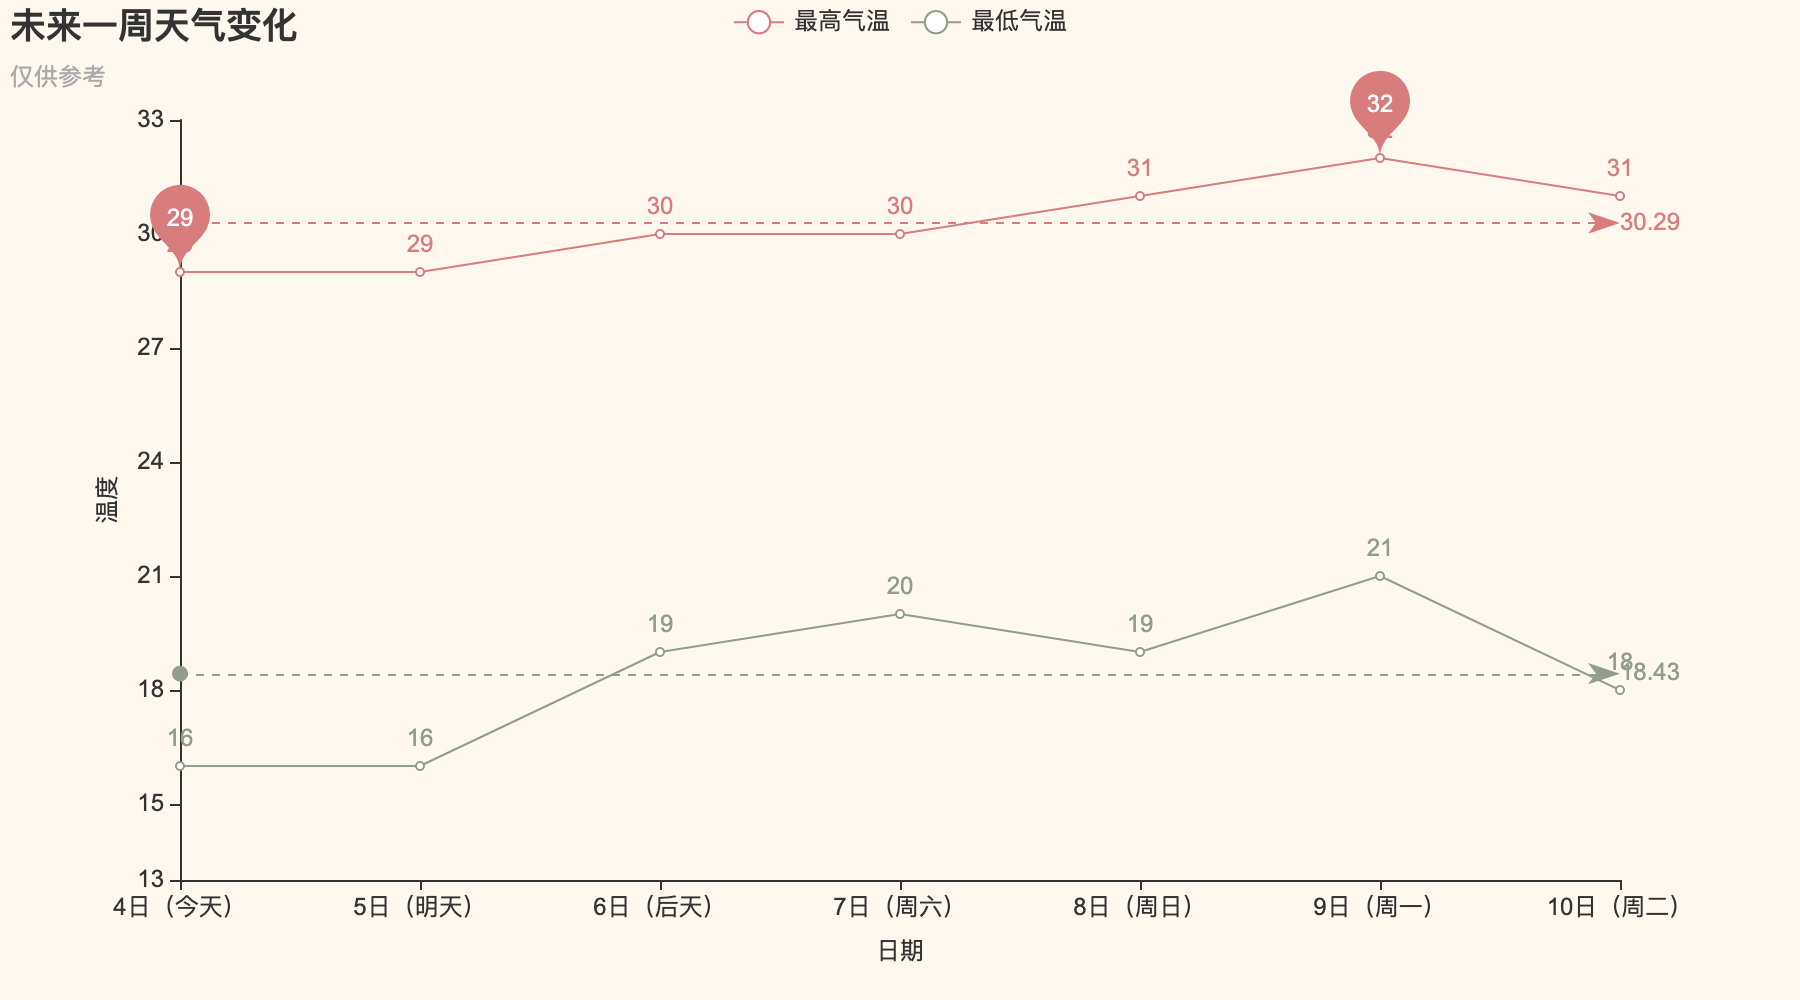 未来一周天气变化
仅供参考
最高气温 最低气温
33
30
27
24
21
18
15
13
温度
29
29
30
30
31
32
31
30.29
16
16
19
20
19
21
18
18.43
4日（今天）
5日（明天）
6日（后天）
7日（周六）
8日（周日）
9日（周一）
10日（周二）
日期